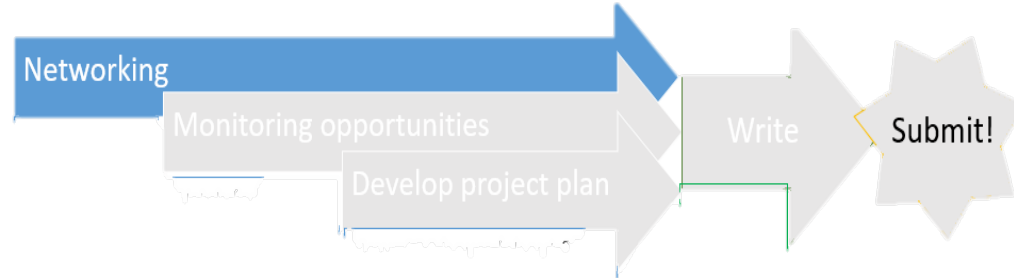 Networking
Monitoring opportunities
Develop project plan
Write
Submit!